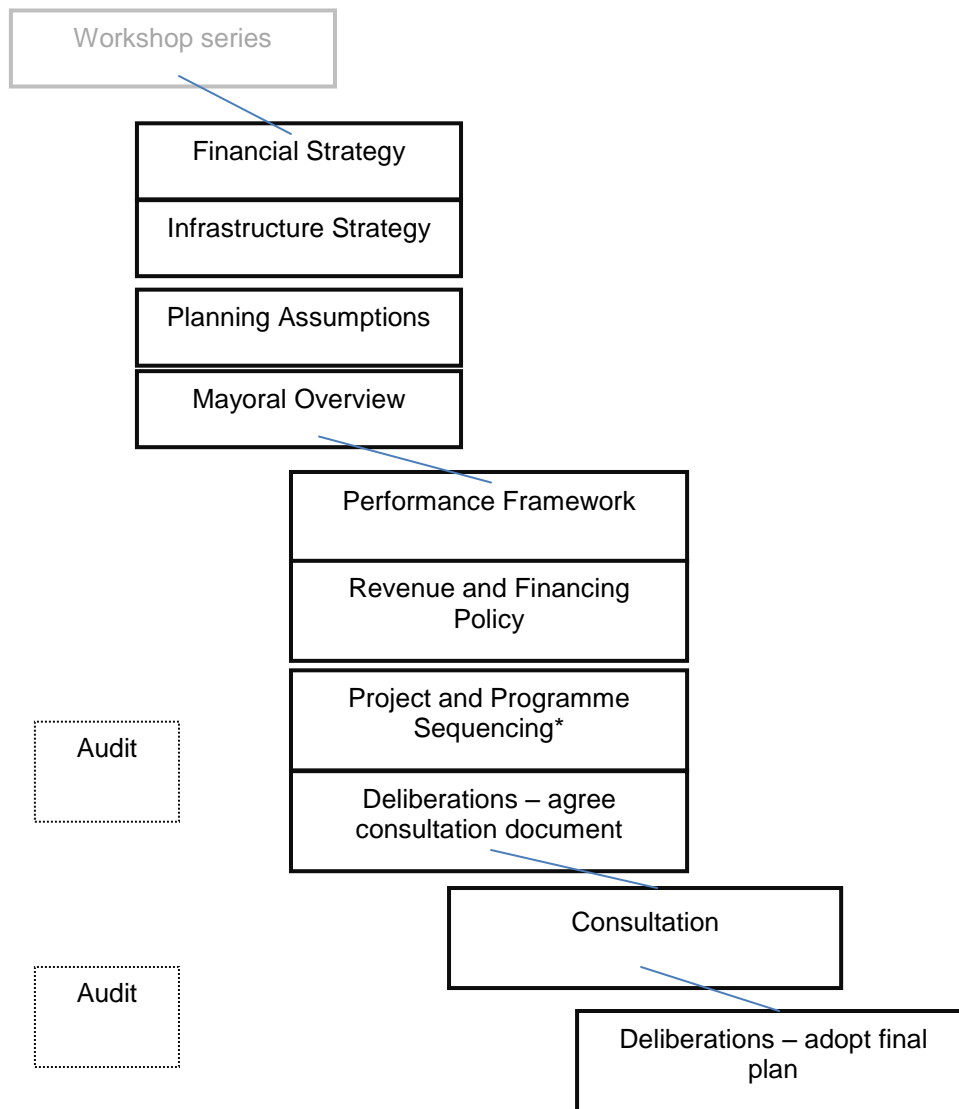 Workshop series
Financial Strategy
Infrastructure Strategy
Planning Assumptions
Mayoral Overview
Performance Framework
Revenue and Financing
Policy
Project and Programme
Sequencing*
Audit
Deliberations – agree
consultation document
Consultation
Audit
Deliberations – adopt final
plan